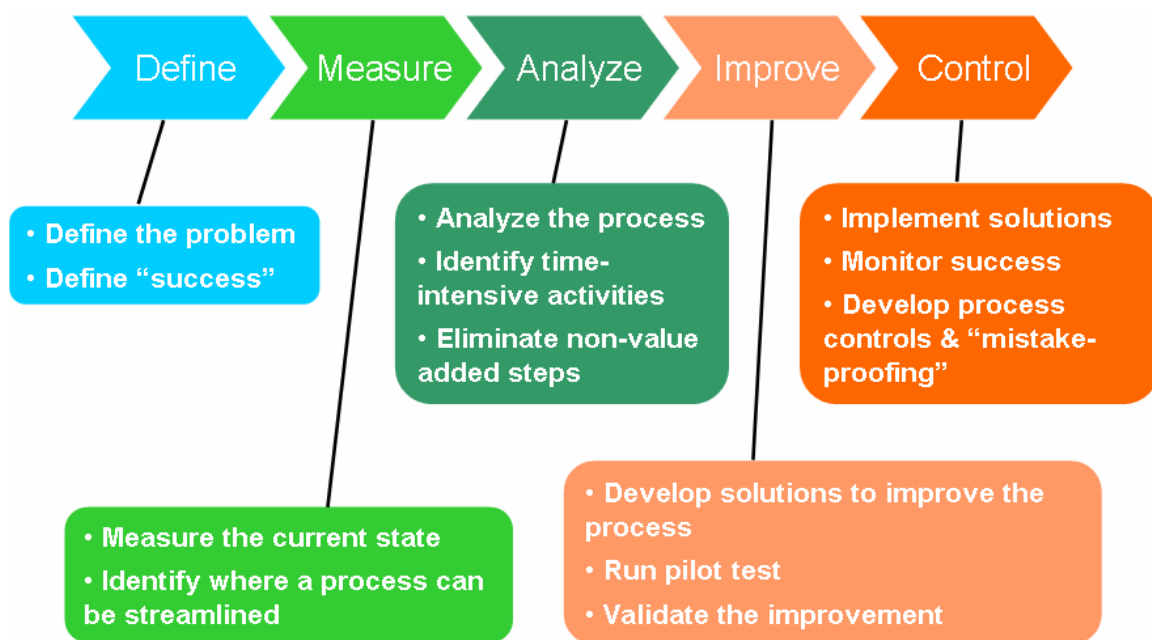 Define
Measure
Analyze
Improve
Control
• Define the problem
• Define “success”
• Measure the current state
• Identify where a process can
be streamlined
• Analyze the process
• Identify time-
intensive activities
• Eliminate non-value
added steps
• Develop solutions to improve the
process
• Run pilot test
• Validate the improvement
• Implement solutions
• Monitor success
• Develop process
controls & “mistake-
proofing”